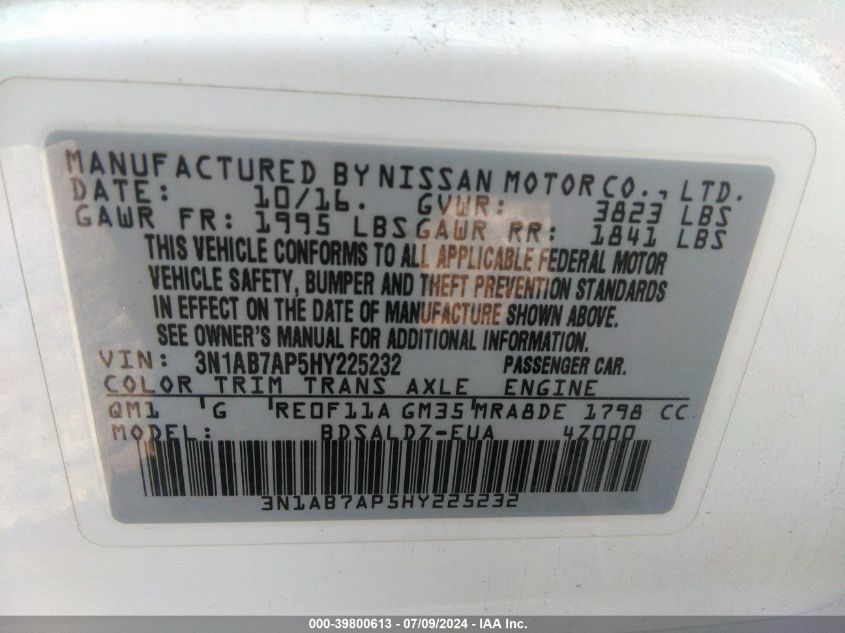 MANUFACTURED BY NISSAN MOTOR CO., LTD.
DATE: 10/16. GVWR: 3823 LBS
GAWR FR: 1995 LBS GAWR RR: 1841 LBS
THIS VEHICLE CONFORMS TO ALL APPLICABLE FEDERAL MOTOR
VEHICLE SAFETY, BUMPER AND THEFT PREVENTION STANDARDS
IN EFFECT ON THE DATE OF MANUFACTURE SHOWN ABOVE.
SEE OWNER'S MANUAL FOR ADDITIONAL INFORMATION.
VIN: 3N1AB7AP5HY225232 PASSENGER CAR.
COLOR TRIM TRANS AXLE ENGINE
QM1 G RE0F11A GM35 MRA8DE 1798 CC
MODEL: BDSALDZ-EUA 4Z000
3N1AB7AP5HY225232
000-39800613 - 07/09/2024 - IAA Inc.